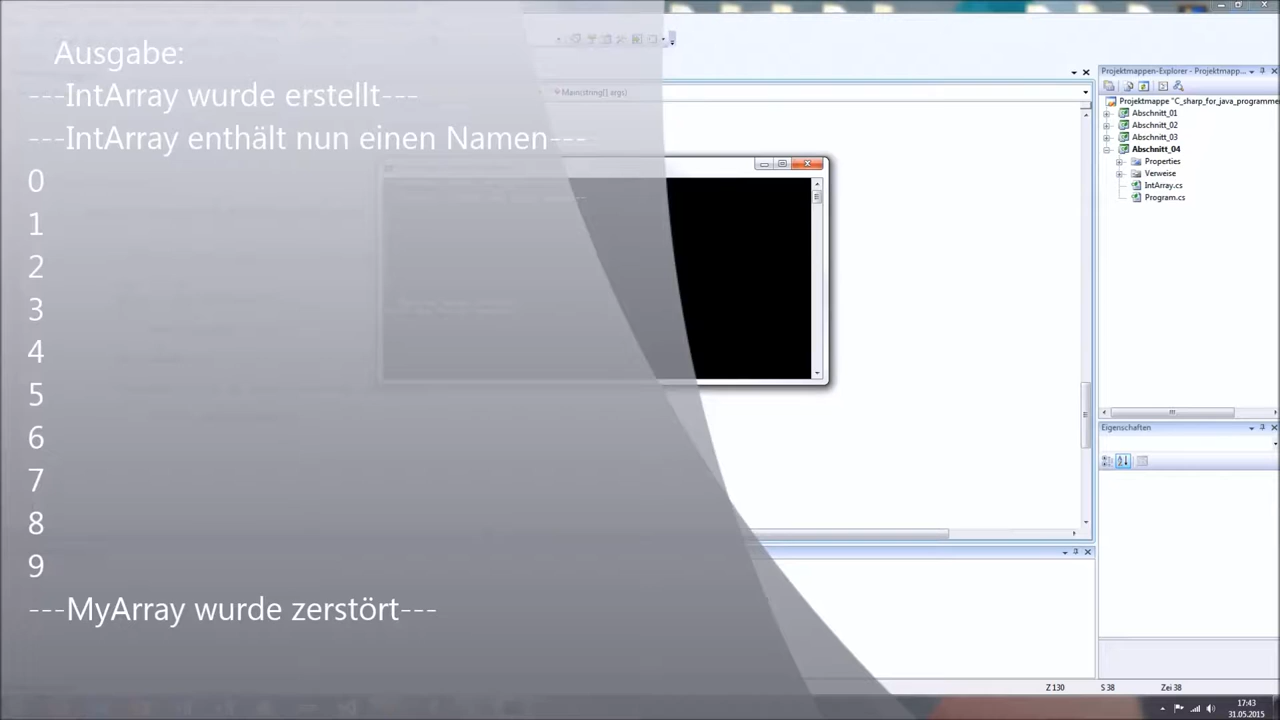 Ausgabe:
---IntArray wurde erstellt---
---IntArray enthält nun einen Namen---
0
1
2
3
4
5
6
7
8
9
---MyArray wurde zerstört---
Main(string[] args)
Projektmappen-Explorer - Projektmapp...
Projektmappe "C_sharp_for_java_programme
Abschnitt_01
Abschnitt_02
Abschnitt_03
Abschnitt_04
Properties
Verweise
IntArray.cs
Program.cs
Eigenschaften
Z 130 S 38 Zei 38
17:43
31.05.2015